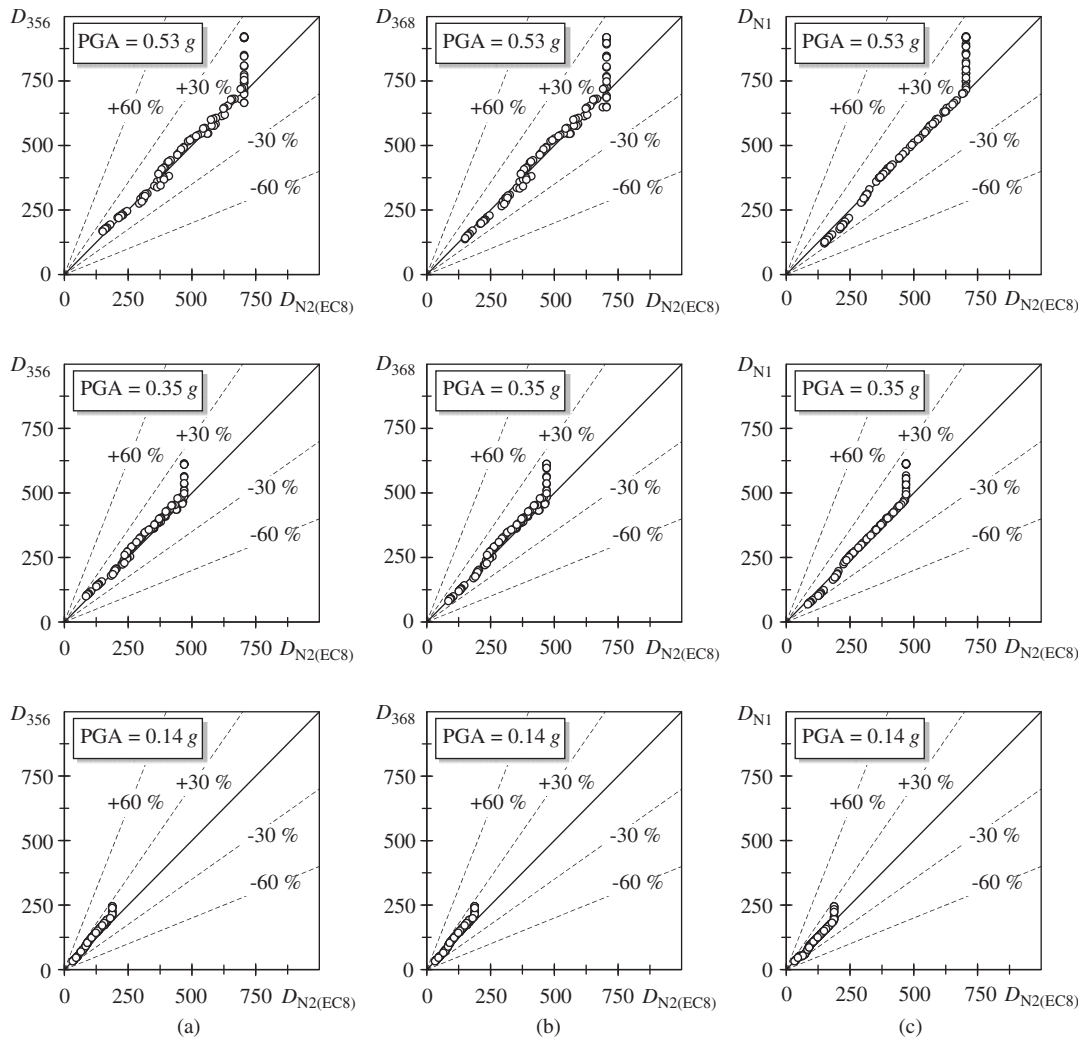 D356 D368 DN1
PGA = 0.53 g PGA = 0.53 g PGA = 0.53 g
750 750 750
+30 % +30 % +30 %
+60 % +60 % +60 %
500 500 500
-30 % -30 % -30 %
-60 % -60 % -60 %
250 250 250
0 0 0
0 250 500 750 DN2(EC8) 0 250 500 750 DN2(EC8) 0 250 500 750 DN2(EC8)
D356 D368 DN1
PGA = 0.35 g PGA = 0.35 g PGA = 0.35 g
750 750 750
+30 % +30 % +30 %
+60 % +60 % +60 %
500 500 500
-30 % -30 % -30 %
-60 % -60 % -60 %
250 250 250
0 0 0
0 250 500 DN2(EC8) 0 250 500 DN2(EC8) 0 250 500 DN2(EC8)
D356 D368 DN1
PGA = 0.14 g PGA = 0.14 g PGA = 0.14 g
750 750 750
+30 % +30 % +30 %
+60 % +60 % +60 %
500 500 500
-30 % -30 % -30 %
-60 % -60 % -60 %
250 250 250
0 0 0
0 250 500 750 DN2(EC8) 0 250 500 750 DN2(EC8) 0 250 500 750 DN2(EC8)
(a) (b) (c)